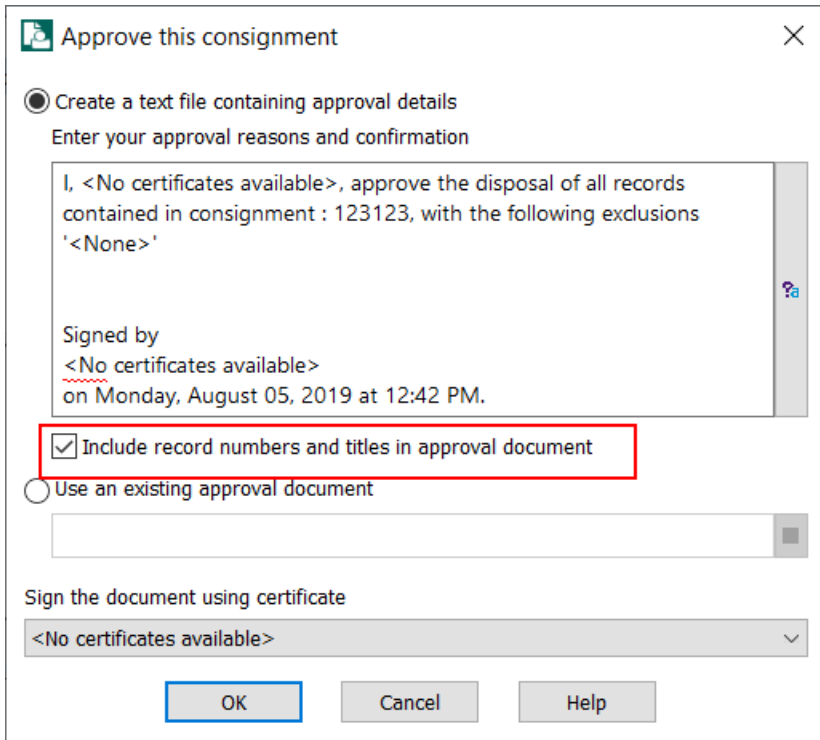 Approve this consignment
Create a text file containing approval details
Enter your approval reasons and confirmation
I, <No certificates available>, approve the disposal of all records
contained in consignment : 123123, with the following exclusions
'<None>'
Signed by
<No certificates available>
on Monday, August 05, 2019 at 12:42 PM.
?a
Include record numbers and titles in approval document
Use an existing approval document
Sign the document using certificate
<No certificates available>
OK Cancel Help